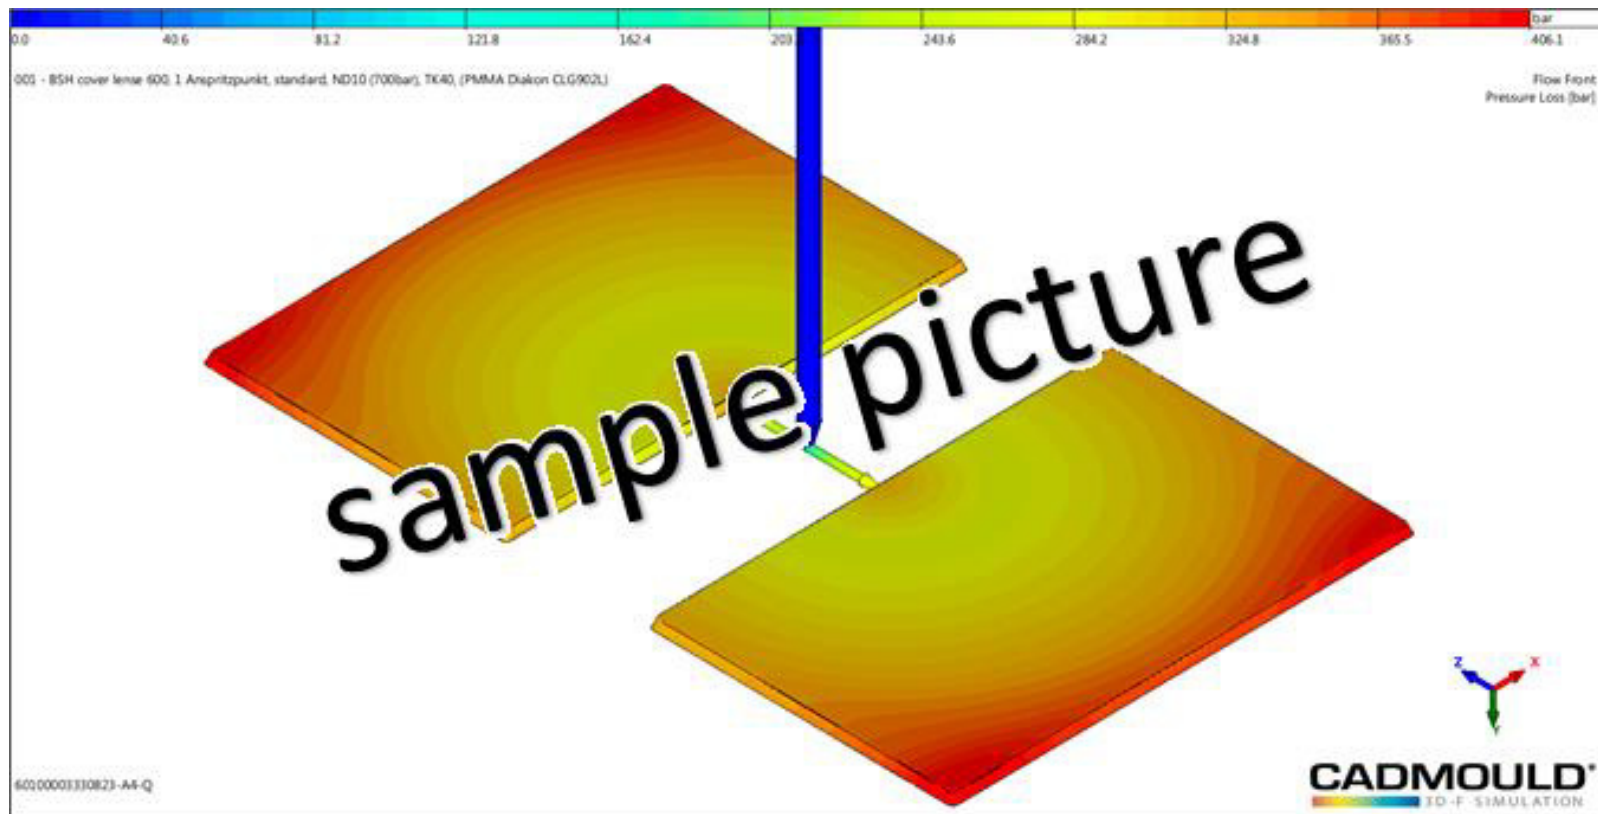 bar
0.0 40.6 81.2 121.8 162.4 203 243.6 284.2 324.8 365.5 406.1
001 - BSH cover lense 600, 1 Anspritzpunkt, standard, ND10 (700bar), TK40, (PMMA Diakon CLG902L)
Flow Front
Pressure Loss [bar]
sample picture
Z X
Y
60100003330823-A4-Q
CADMOULD®
3D-F SIMULATION